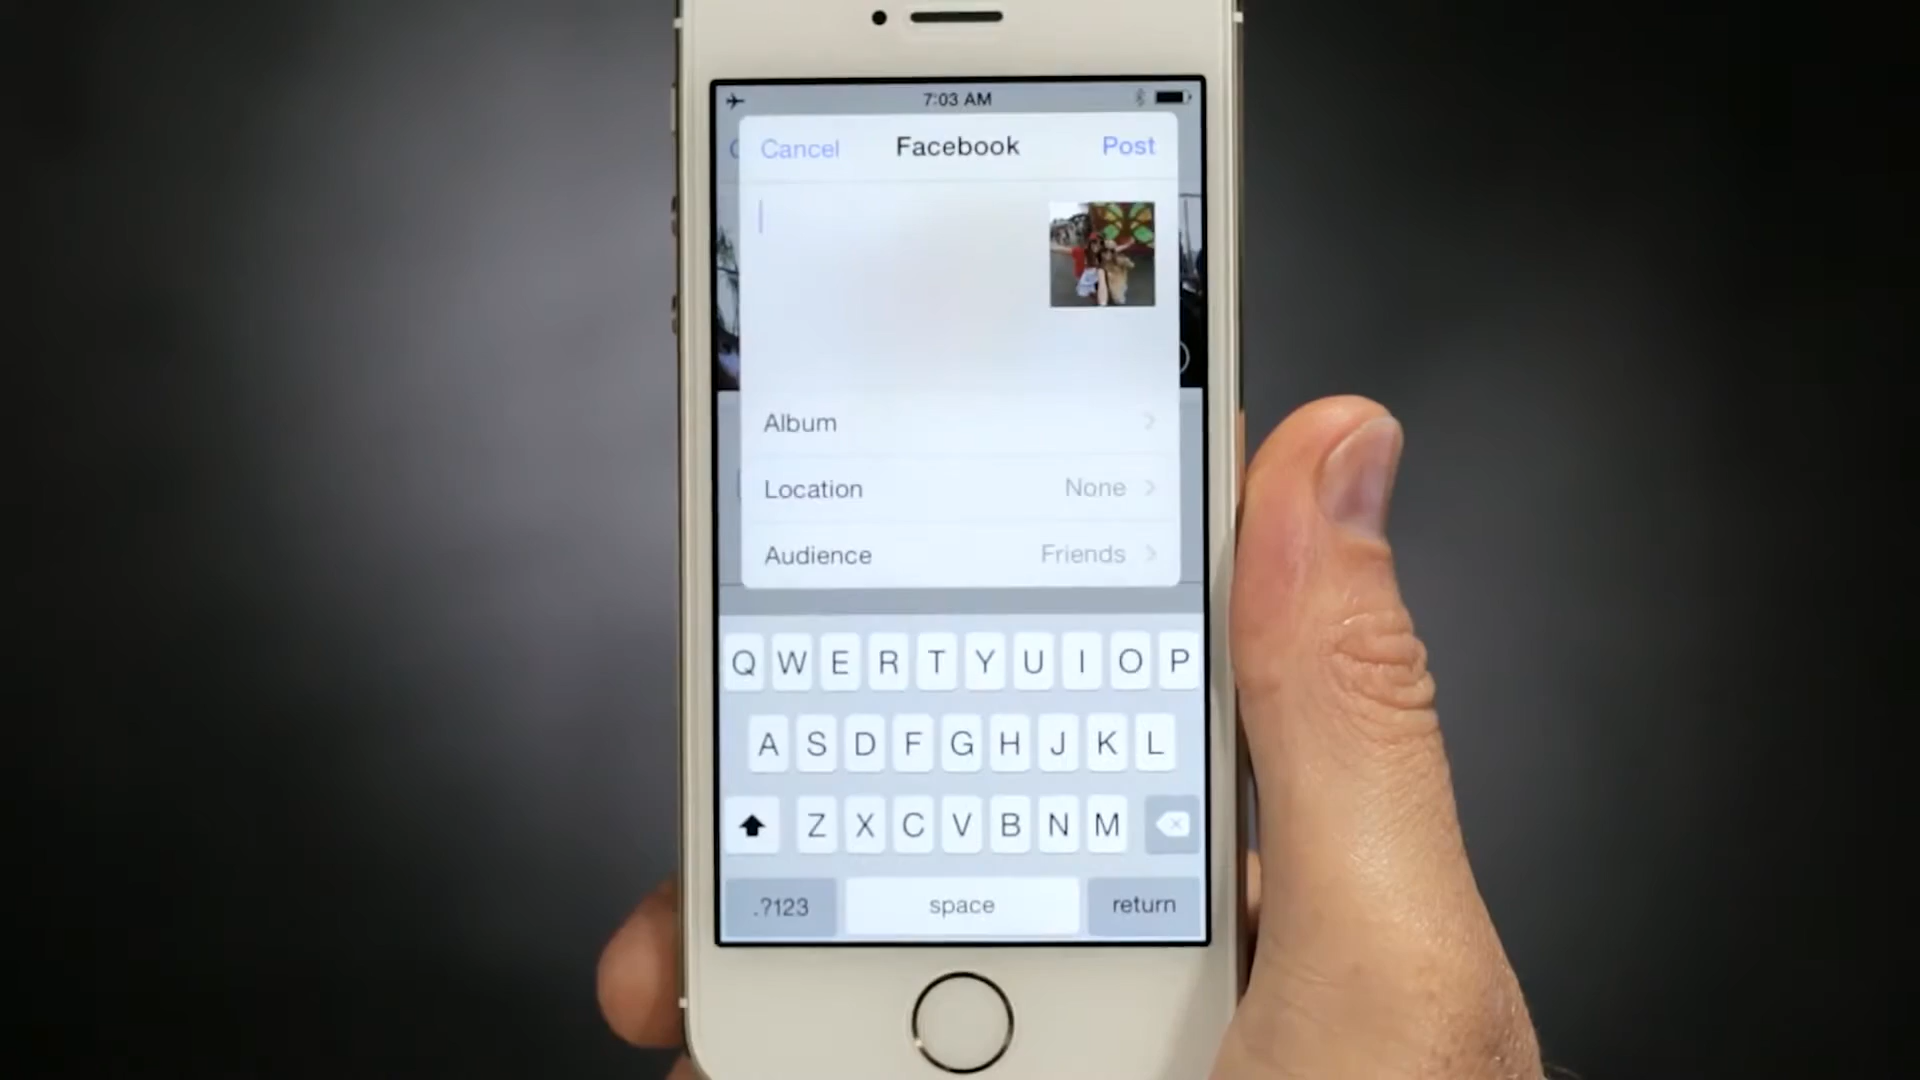 7:03 AM
Cancel Facebook Post
Album
Location None
Audience Friends
Q W E R T Y U I O P
A S D F G H J K L
Z X C V B N M
.?123 space return